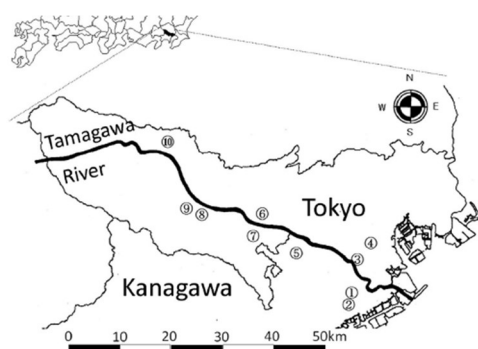 N
W E
S
Tamagawa
River
⑩
⑨ ⑧ ⑥
Tokyo
⑦ ⑤ ④
③
Kanagawa
①
②
0 10 20 30 40 50km